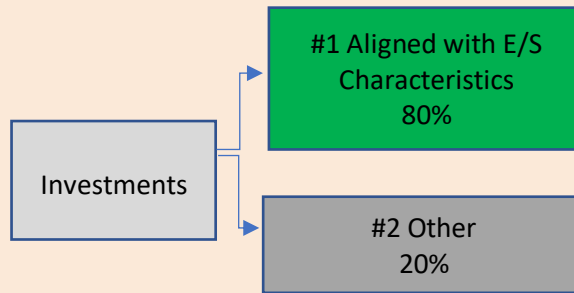 #1 Aligned with E/S
Characteristics
80%
Investments
#2 Other
20%